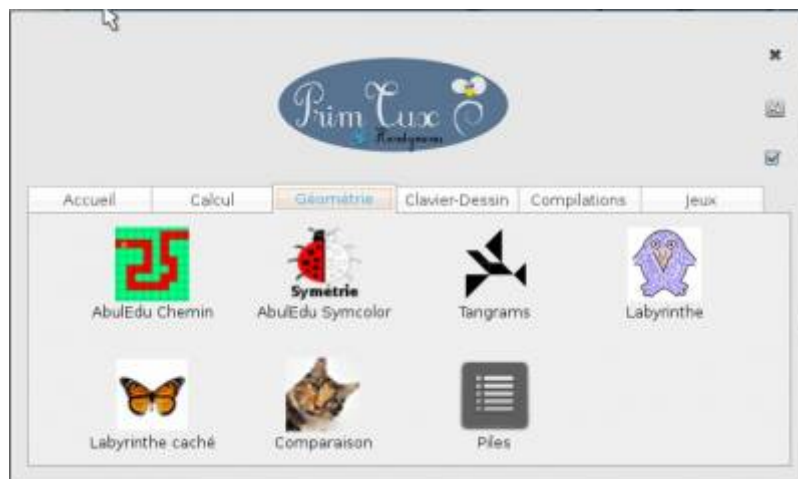 Prim Tux
Handymenu
Accueil Calcul Géométrie Clavier-Dessin Compilations Jeux
Symétrie
AbulEdu Chemin AbulEdu Symcolor Tangrams Labyrinthe
Labyrinthe caché Comparaison Piles